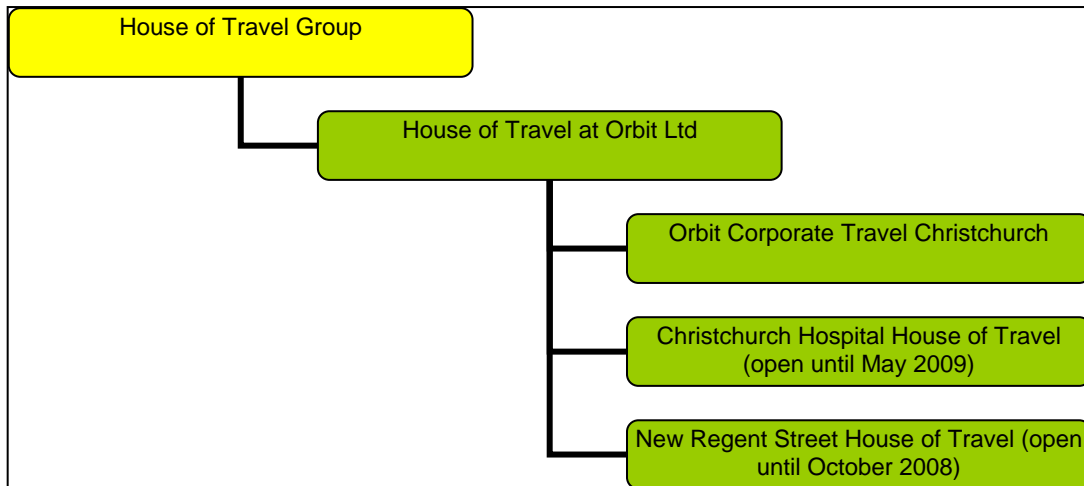 House of Travel Group
House of Travel at Orbit Ltd
Orbit Corporate Travel Christchurch
Christchurch Hospital House of Travel
(open until May 2009)
New Regent Street House of Travel (open
until October 2008)